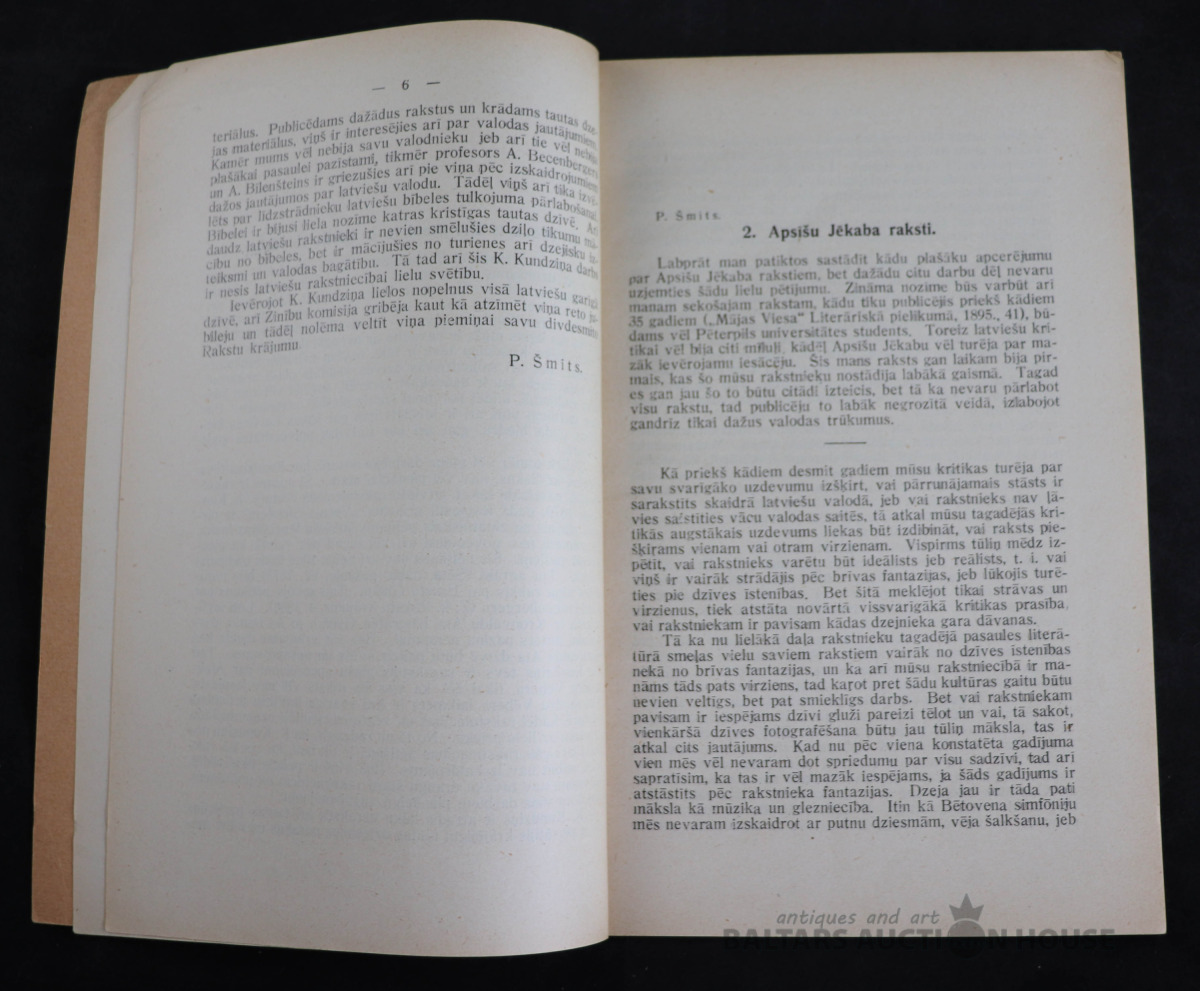 — 6 —
teriālus. Publicēdams dažādus rakstus un krādams tautas dze-
jas materiālus, viņš ir interesējies arī par valodas jautājumiem.
Kamēr mums vēl nebija savu valodnieku jeb arī tie vēl nebija
plašākai pasaulei pazīstami, tikmēr profesors A. Becenbergers
un A. Bīlenšteins ir griezušies arī pie viņa pēc izskaidrojumiem
dažos jautājumos par latviešu valodu. Tādēļ viņš arī tika izvē-
lēts par līdzstrādnieku latviešu bībeles tulkojuma pārlabošanai.
Bībelei ir bijusi liela nozīme katras kristīgas tautas dzīvē. Arī
daudz latviešu rakstnieki ir nevien smēlušies dziļo tikumu mā-
cību no bībeles, bet ir mācījušies no turienes arī dzejisku iz-
teiksmi un valodas bagātību. Tā tad arī šis K. Kundziņa darbs
ir nesis latviešu rakstniecībai lielu svētību.
Ievērojot K. Kundziņa lielos nopelnus visā latviešu garīgā
dzīvē, arī Zinību komisija gribēja kaut kā atzīmēt viņa reto ju-
bileju un tādēļ nolēma veltīt viņa piemiņai savu divdesmito
Rakstu krājumu.
P. Šmits.
P. Šmits.
2. Apsīšu Jēkaba raksti.
Labprāt man patiktos sastādīt kādu plašāku apcerējumu
par Apsīšu Jēkaba rakstiem, bet dažādu citu darbu dēļ nevaru
uzņemties šādu lielu pētījumu. Zināma nozīme būs varbūt arī
manam sekošajam rakstam, kādu tiku publicējis priekš kādiem
35 gadiem („Mājas Viesa“ Literāriskā pielikumā, 1895., 41), bū-
dams vēl Pēterpils universitātes students. Toreiz latviešu kri-
tikai vēl bija citi mīluļi, kādēļ Apsīšu Jēkabu vēl turēja par ma-
zāk ievērojamu iesācēju. Šis mans raksts gan laikam bija pir-
mais, kas šo mūsu rakstnieku nostādīja labākā gaismā. Tagad
es gan jau šo to būtu citādi izteicis, bet tā ka nevaru pārlabot
visu rakstu, tad publicēju to labāk negrozītā veidā, izlabojot
gandrīz tikai dažus valodas trūkumus.
Kā priekš kādiem desmit gadiem mūsu kritikas turēja par
savu svarīgāko uzdevumu izšķirt, vai pārrunājamais stāsts ir
sarakstīts skaidrā latviešu valodā, jeb vai rakstnieks nav ļā-
vies saistīties vācu valodas saitēs, tā atkal mūsu tagadējās kri-
tikās augstākais uzdevums liekas būt izdibināt, vai raksts pie-
šķirams vienam vai otram virzienam. Vispirms tūliņ mēdz iz-
pētīt, vai rakstnieks varētu būt ideālists jeb reālists, t. i. vai
viņš ir vairāk strādājis pēc brīvas fantazijas, jeb lūkojis turē-
ties pie dzīves īstenības. Bet šitā meklējot tikai strāvas un
virzienus, tiek atstāta novārtā vissvarīgākā kritikas prasība,
vai rakstniekam ir pavisam kādas dzejnieka gara dāvanas.
Tā ka nu lielākā daļa rakstnieku tagadējā pasaules literā-
tūrā smeļas vielu saviem rakstiem vairāk no dzīves īstenības
nekā no brīvas fantazijas, un ka arī mūsu rakstniecībā ir ma-
nāms tāds pats virziens, tad karot pret šādu kultūras gaitu būtu
nevien veltīgs, bet pat smieklīgs darbs. Bet vai rakstniekam
pavisam ir iespējams dzīvi gluži pareizi tēlot un vai, tā sakot,
vienkāršā dzīves fotografēšana būtu jau tūliņ māksla, tas ir
atkal cits jautājums. Kad nu pēc viena konstatēta gadījuma
vien mēs vēl nevaram dot spriedumu par visu sadzīvi, tad arī
sapratīsim, ka tas ir vēl mazāk iespējams, ja šāds gadījums ir
atstāstīts pēc rakstnieka fantazijas. Dzeja jau ir tāda pati
māksla kā mūzika un glezniecība. Itin kā Bētovena simfōniju
mēs nevaram izskaidrot ar putnu dziesmām, vēja šalkšanu, jeb
antiques and art
BALTARS AUCTION HOUSE